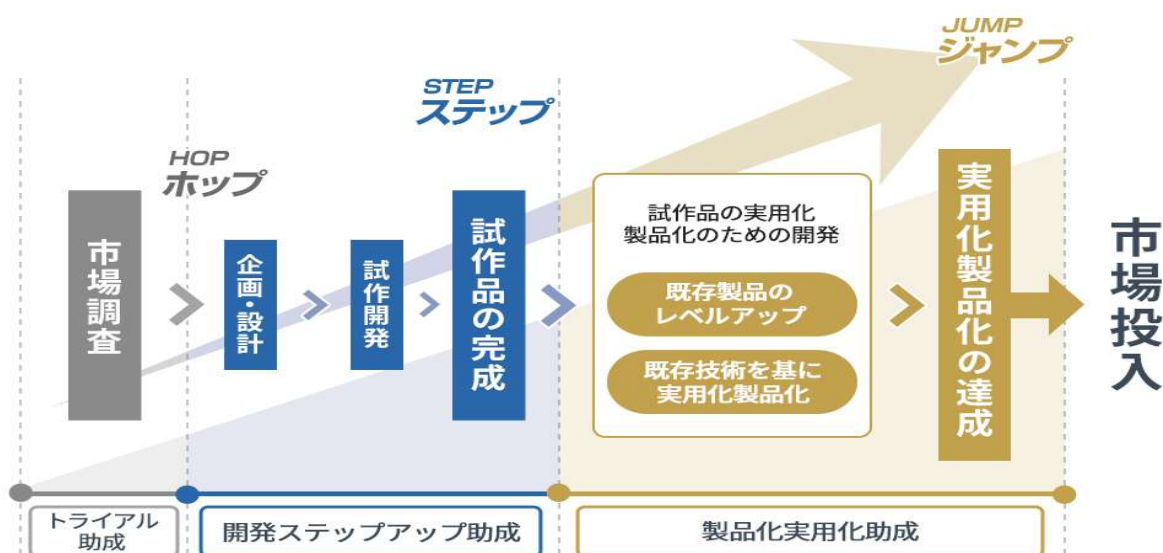 JUMP
ジャンプ
STEP
ステップ
HOP
ホップ
市場調査
企画・設計
試作開発
試作品の完成
試作品の実用化
製品化のための開発
既存製品の
レベルアップ
既存技術を基に
実用化製品化
実用化製品化の達成
市場投入
トライアル
助成
開発ステップアップ助成
製品化実用化助成